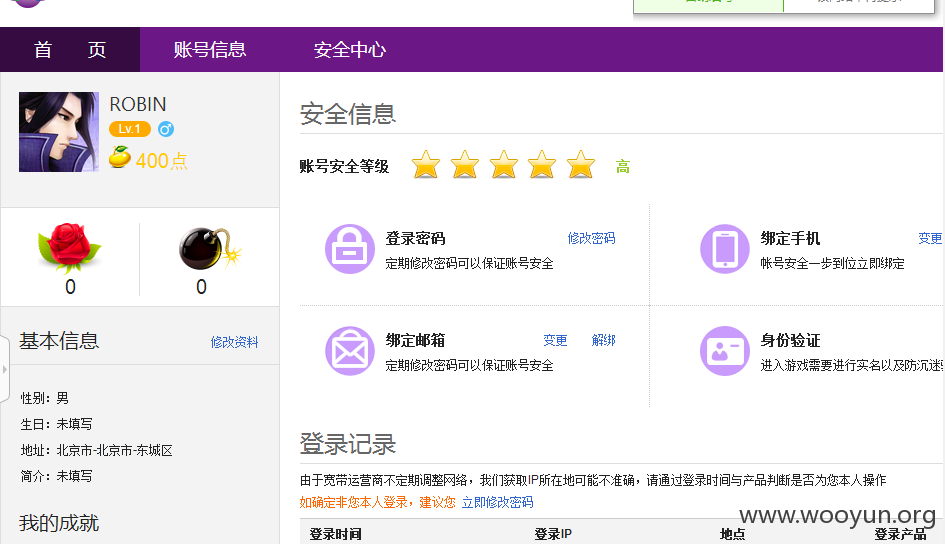 首 页 账号信息 安全中心
ROBIN
Lv.1
400点
0 0
基本信息 修改资料
性别：男
生日：未填写
地址：北京市-北京市-东城区
简介：未填写
我的成就
安全信息
账号安全等级 高
登录密码 修改密码
定期修改密码可以保证账号安全
绑定手机 变更
帐号安全一步到位立即绑定
绑定邮箱 变更 解绑
定期修改密码可以保证账号安全
身份验证
进入游戏需要进行实名以及防沉迷
登录记录
由于宽带运营商不定期调整网络，我们获取IP所在地可能不准确，请通过登录时间与产品判断是否为您本人操作
如确定非您本人登录，建议您 立即修改密码
登录时间 登录IP 地点 登录产品
www.wooyun.org